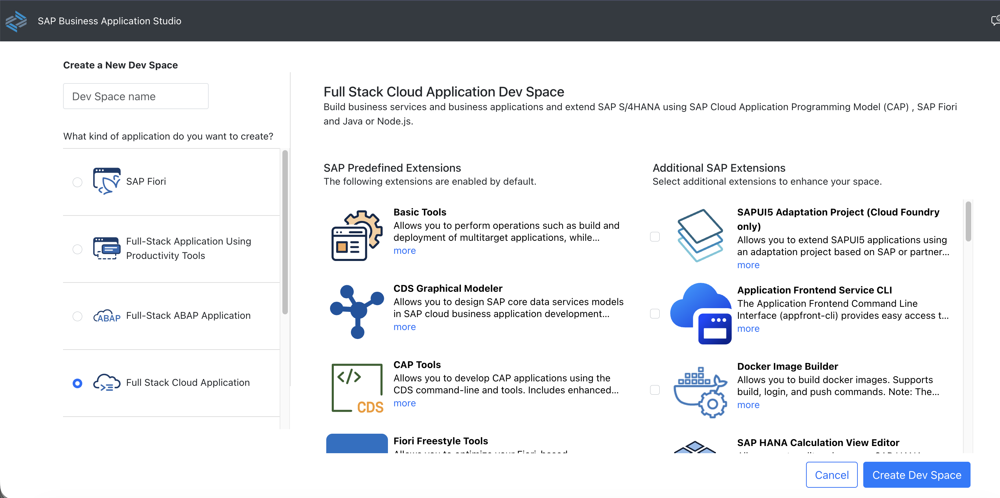 SAP Business Application Studio
Create a New Dev Space
Dev Space name
What kind of application do you want to create?
SAP Fiori
Full-Stack Application Using
Productivity Tools
ABAP
Full-Stack ABAP Application
Full Stack Cloud Application
Full Stack Cloud Application Dev Space
Build business services and business applications and extend SAP S/4HANA using SAP Cloud Application Programming Model (CAP) , SAP Fiori
and Java or Node.js.
SAP Predefined Extensions
The following extensions are enabled by default.
Basic Tools
Allows you to perform operations such as build and
deployment of multitarget applications, while...
more
CDS Graphical Modeler
Allows you to design SAP core data services models
in SAP cloud business application development...
more
CDS
CAP Tools
Allows you to develop CAP applications using the
CDS command-line and tools. Includes enhanced...
more
Fiori Freestyle Tools
Allows you to optimize your Fiori-based
Additional SAP Extensions
Select additional extensions to enhance your space.
SAPUI5 Adaptation Project (Cloud Foundry
only)
Allows you to extend SAPUI5 applications using
an adaptation project based on SAP or partner...
more
Application Frontend Service CLI
The Application Frontend Command Line
Interface (appfront-cli) provides easy access t...
more
Docker Image Builder
Allows you to build docker images. Supports
build, login, and push commands. Note: The...
more
SAP HANA Calculation View Editor
Cancel
Create Dev Space